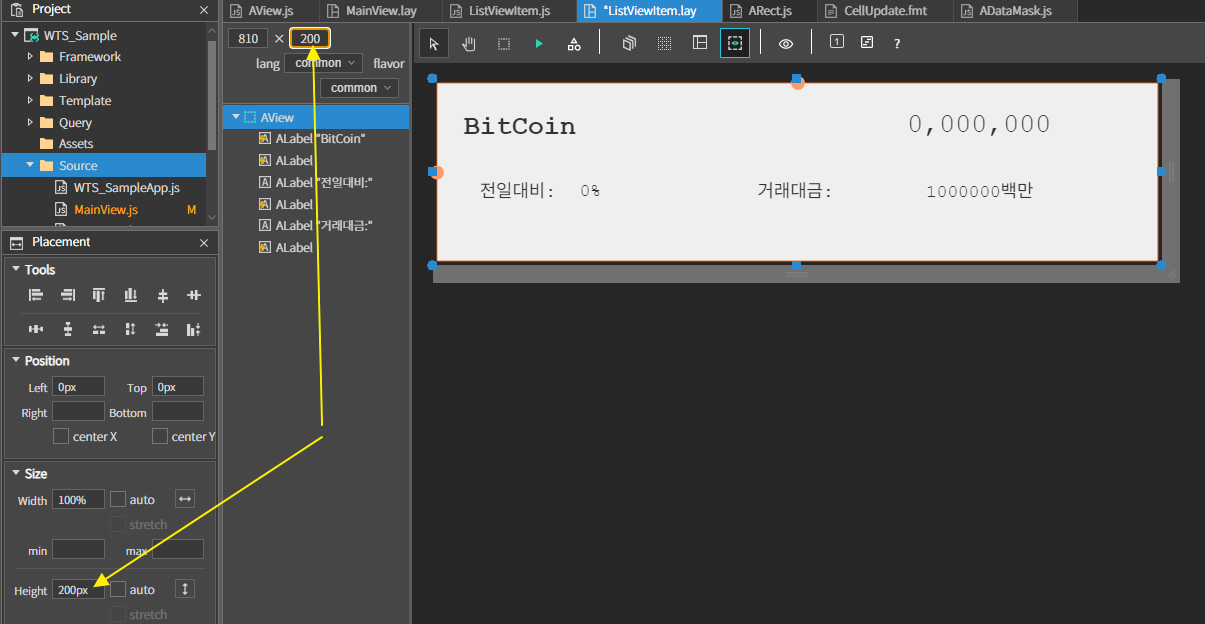 Project
AView.js
MainView.lay
ListViewItem.js
*ListViewItem.lay
ARect.js
CellUpdate.fmt
ADataMask.js
WTS_Sample
Framework
Library
Template
Query
Assets
Source
WTS_SampleApp.js
MainView.js M
810 × 200
lang common flavor
common
AView
ALabel "BitCoin"
ALabel
ALabel "전일대비:"
ALabel
ALabel "거래대금:"
ALabel
1
?
BitCoin 0,000,000
전일대비: 0% 거래대금: 1000000백만
Placement
Tools
Position
Left 0px Top 0px
Right Bottom
center X center Y
Size
Width 100% auto
stretch
min max
Height 200px auto
stretch